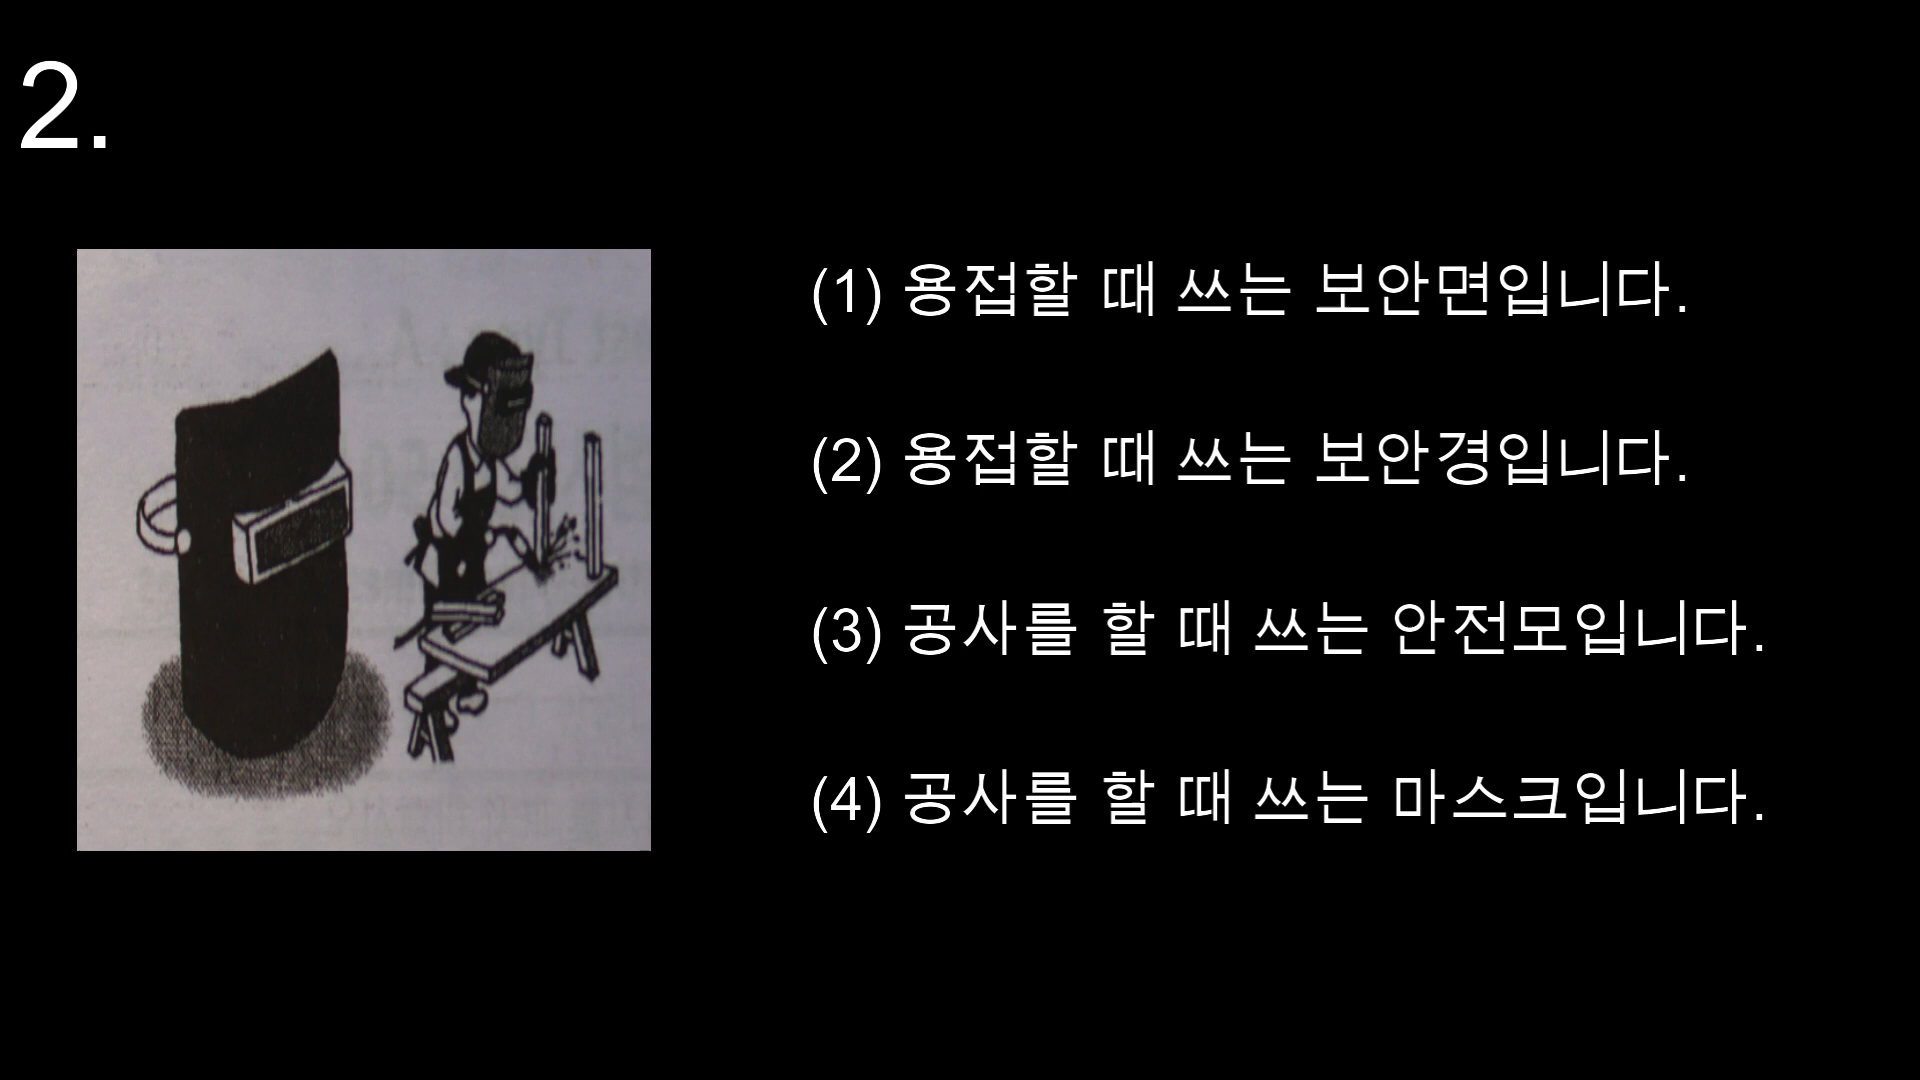 2.
(1) 용접할 때 쓰는 보안면입니다.
(2) 용접할 때 쓰는 보안경입니다.
(3) 공사를 할 때 쓰는 안전모입니다.
(4) 공사를 할 때 쓰는 마스크입니다.